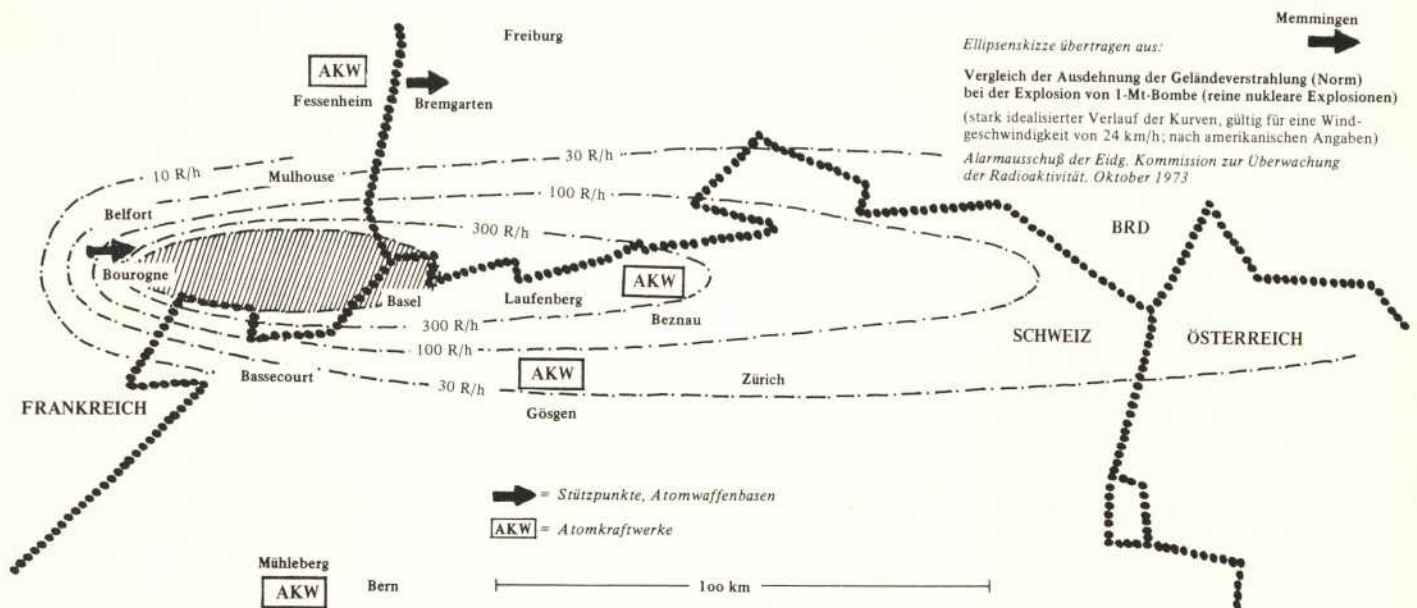 Memmingen
Freiburg
Ellipsenskizze übertragen aus:
AKW
Fessenheim
Bremgarten
Vergleich der Ausdehnung der Geländeverstrahlung (Norm)
bei der Explosion von 1-Mt-Bombe (reine nukleare Explosionen)
(stark idealisierter Verlauf der Kurven, gültig für eine Wind-
geschwindigkeit von 24 km/h; nach amerikanischen Angaben)
Alarmausschuß der Eidg. Kommission zur Überwachung
der Radioaktivität. Oktober 1973
10 R/h
Mulhouse
30 R/h
100 R/h
Belfort
300 R/h
BRD
Bourogne
Basel
Laufenberg
AKW
Beznau
300 R/h
100 R/h
SCHWEIZ
ÖSTERREICH
Bassecourt
30 R/h
AKW
Zürich
FRANKREICH
Gösgen
= Stützpunkte, Atomwaffenbasen
AKW = Atomkraftwerke
Mühleberg
AKW
Bern
100 km